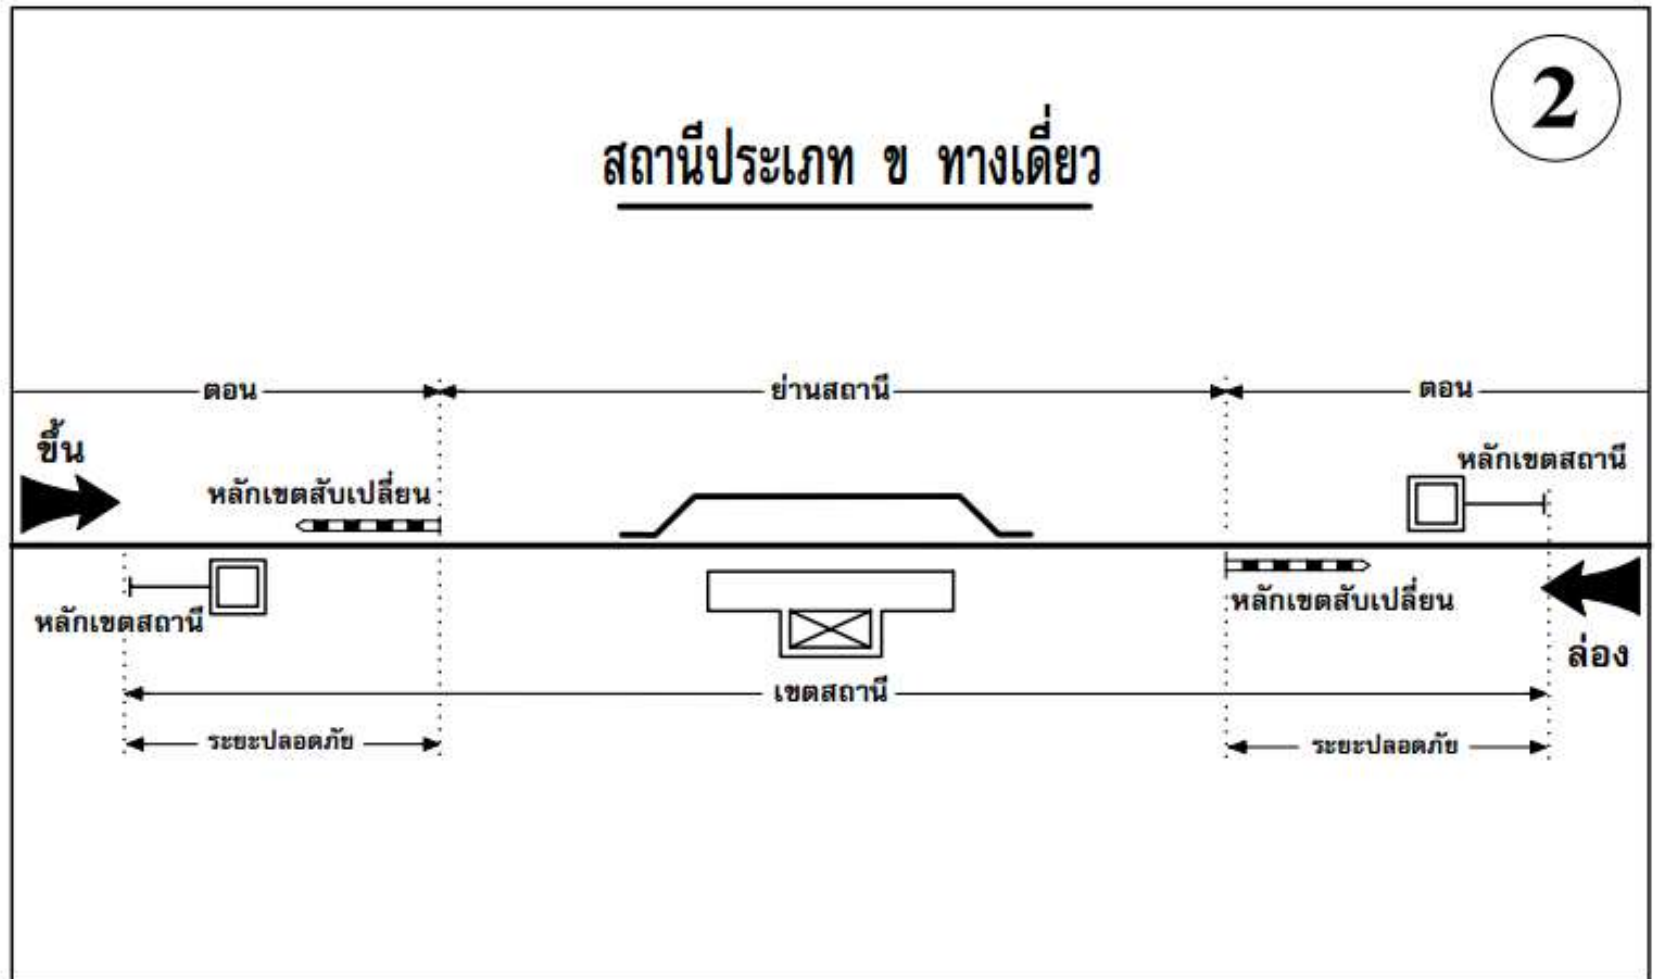 2
สถานีประเภท ข ทางเดี่ยว
ตอน ย่านสถานี ตอน
ขึ้น
หลักเขตสถานี
หลักเขตสับเปลี่ยน
หลักเขตสับเปลี่ยน
หลักเขตสถานี
ล่อง
เขตสถานี
ระยะปลอดภัย ระยะปลอดภัย